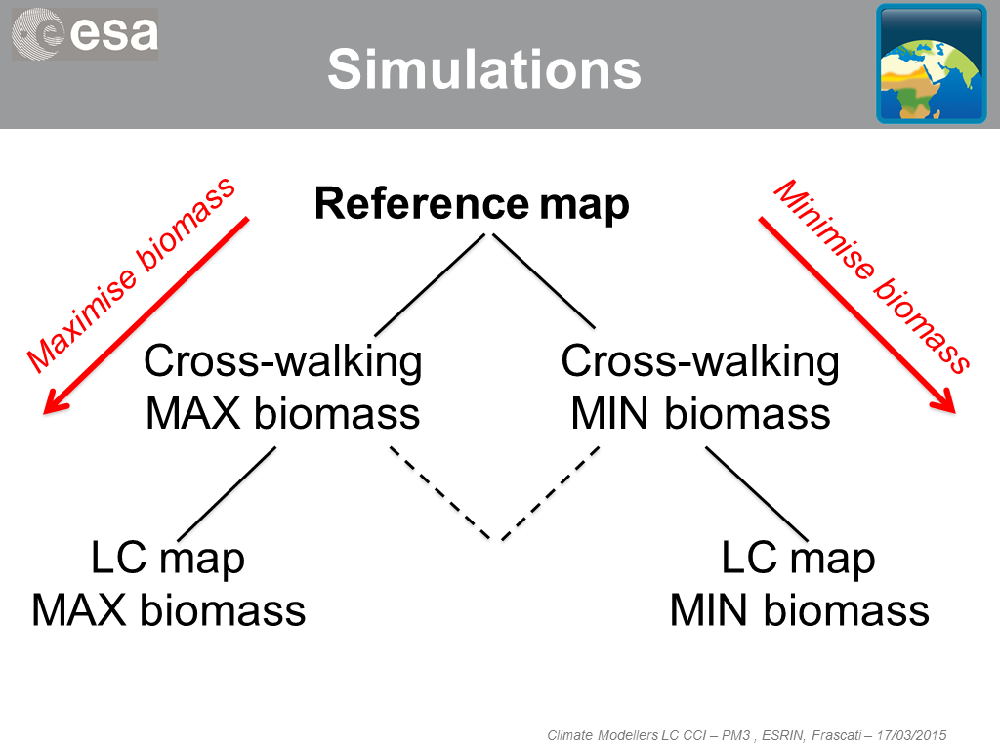 esa
Simulations
Maximise biomass
Reference map
Minimise biomass
Cross-walking
MAX biomass
Cross-walking
MIN biomass
LC map
MAX biomass
LC map
MIN biomass
Climate Modellers LC CCI – PM3 , ESRIN, Frascati – 17/03/2015